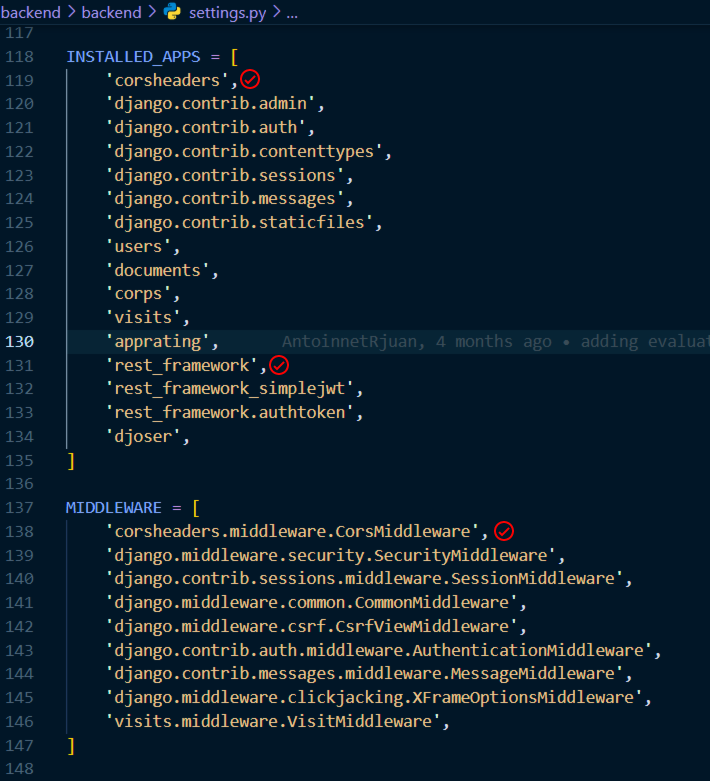 backend > backend > settings.py > ...
117
118 INSTALLED_APPS = [
119     'corsheaders',
120     'django.contrib.admin',
121     'django.contrib.auth',
122     'django.contrib.contenttypes',
123     'django.contrib.sessions',
124     'django.contrib.messages',
125     'django.contrib.staticfiles',
126     'users',
127     'documents',
128     'corps',
129     'visits',
130     'apprating', AntoinnetRjuan, 4 months ago • adding evaluat
131     'rest_framework',
132     'rest_framework_simplejwt',
133     'rest_framework.authtoken',
134     'djoser',
135 ]
136
137 MIDDLEWARE = [
138     'corsheaders.middleware.CorsMiddleware',
139     'django.middleware.security.SecurityMiddleware',
140     'django.contrib.sessions.middleware.SessionMiddleware',
141     'django.middleware.common.CommonMiddleware',
142     'django.middleware.csrf.CsrfViewMiddleware',
143     'django.contrib.auth.middleware.AuthenticationMiddleware',
144     'django.contrib.messages.middleware.MessageMiddleware',
145     'django.middleware.clickjacking.XFrameOptionsMiddleware',
146     'visits.middleware.VisitMiddleware',
147 ]
148